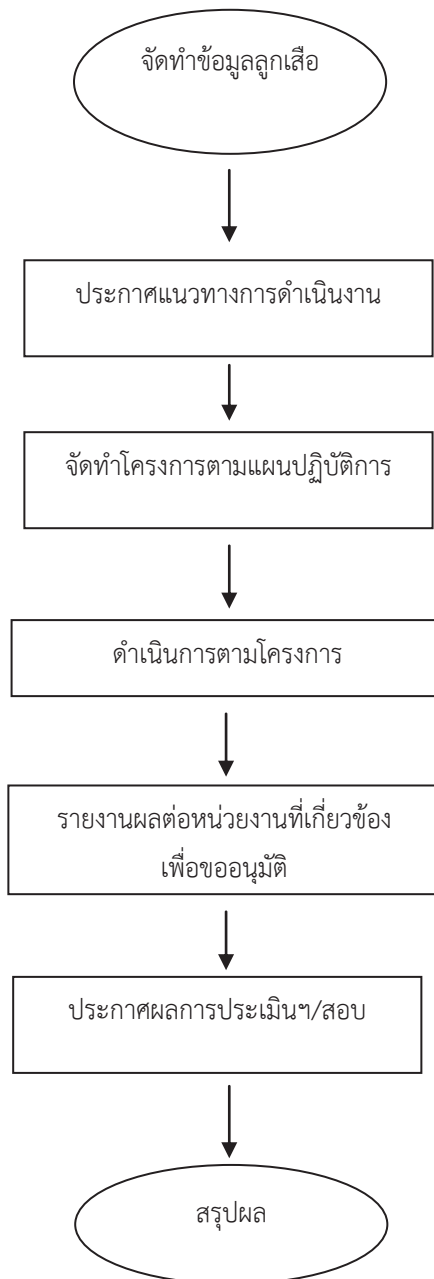 จัดทำข้อมูลลูกเสือ
ประกาศแนวทางการดำเนินงาน
จัดทำโครงการตามแผนปฏิบัติการ
ดำเนินการตามโครงการ
รายงานผลต่อหน่วยงานที่เกี่ยวข้อง
เพื่อขออนุมัติ
ประกาศผลการประเมินฯ/สอบ
สรุปผล